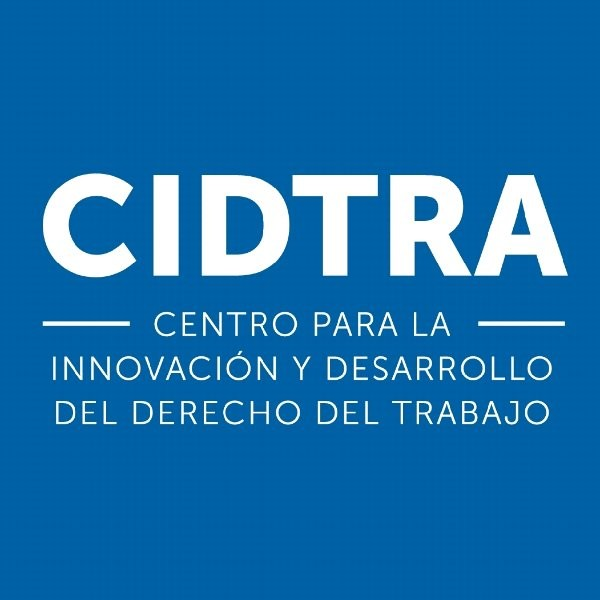 CIDTRA
CENTRO PARA LA
INNOVACIÓN Y DESARROLLO
DEL DERECHO DEL TRABAJO